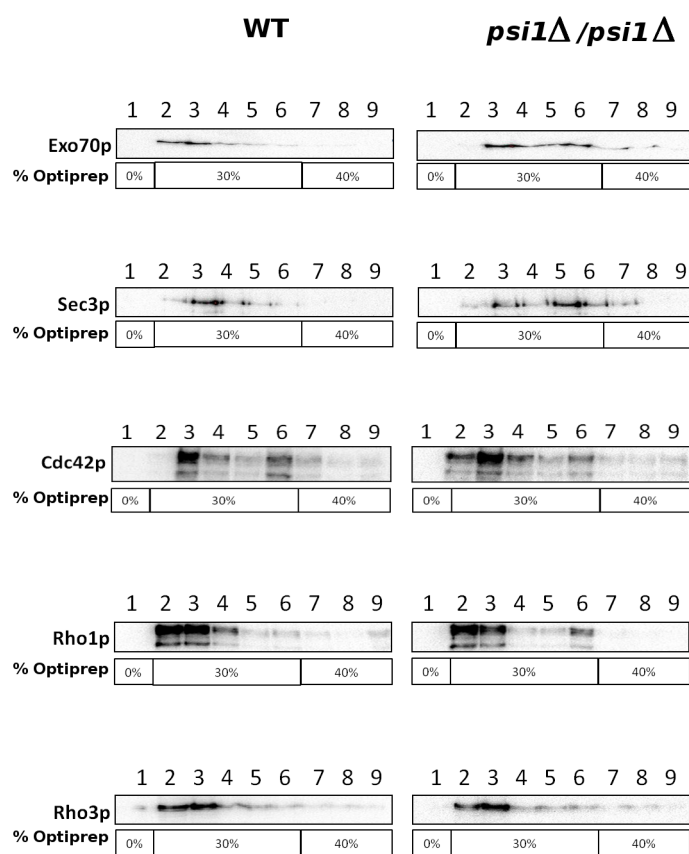 WT psi1Δ/psi1Δ
1 2 3 4 5 6 7 8 9 1 2 3 4 5 6 7 8 9
Exo70p
% Optiprep 0% 30% 40% 0% 30% 40%
1 2 3 4 5 6 7 8 9 1 2 3 4 5 6 7 8 9
Sec3p
% Optiprep 0% 30% 40% 0% 30% 40%
1 2 3 4 5 6 7 8 9 1 2 3 4 5 6 7 8 9
Cdc42p
% Optiprep 0% 30% 40% 0% 30% 40%
1 2 3 4 5 6 7 8 9 1 2 3 4 5 6 7 8 9
Rho1p
% Optiprep 0% 30% 40% 0% 30% 40%
1 2 3 4 5 6 7 8 9 1 2 3 4 5 6 7 8 9
Rho3p
% Optiprep 0% 30% 40% 0% 30% 40%